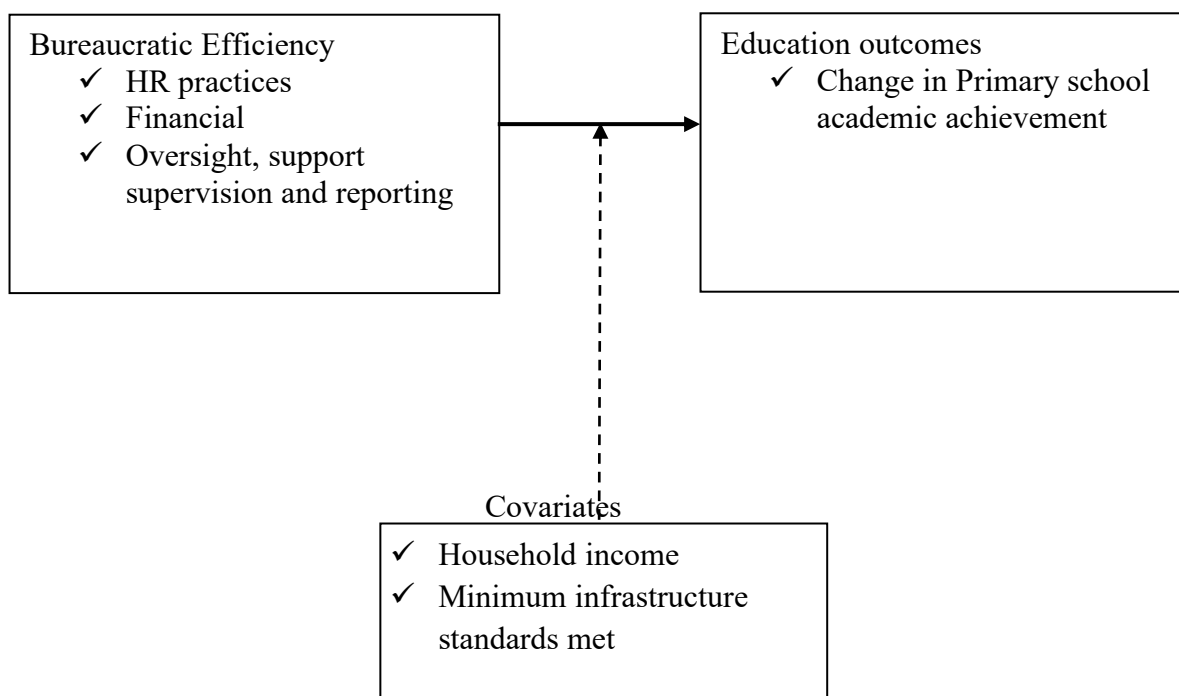 Bureaucratic Efficiency
✓ HR practices
✓ Financial
✓ Oversight, support
supervision and reporting
Education outcomes
✓ Change in Primary school
academic achievement
Covariates
✓ Household income
✓ Minimum infrastructure
standards met